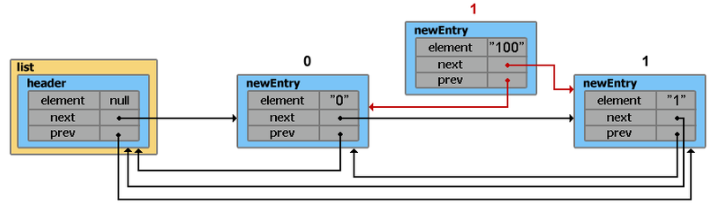 1
newEntry
element "100"
next
prev
list
header
element null
next
prev
0
newEntry
element "0"
next
prev
1
newEntry
element "1"
next
prev